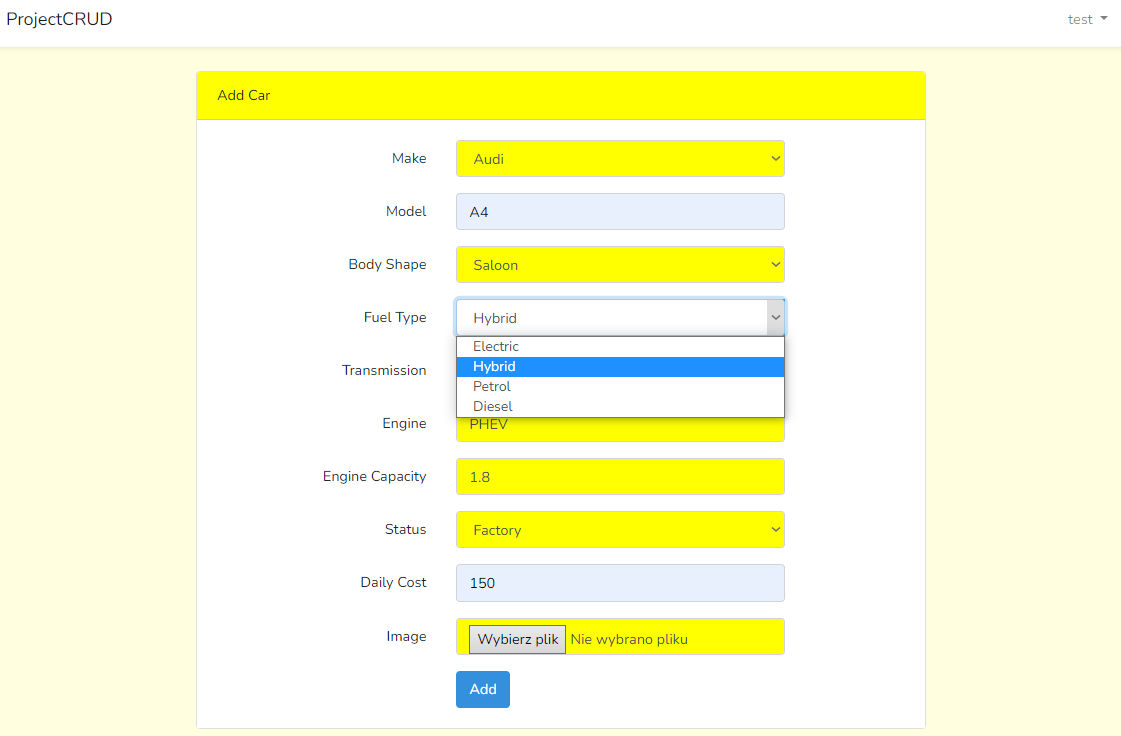 ProjectCRUD
test
Add Car
Make Audi
Model A4
Body Shape Saloon
Fuel Type Hybrid
Electric
Hybrid
Transmission
Petrol
Diesel
Engine PHEV
Engine Capacity 1.8
Status Factory
Daily Cost 150
Image Wybierz plik Nie wybrano pliku
Add